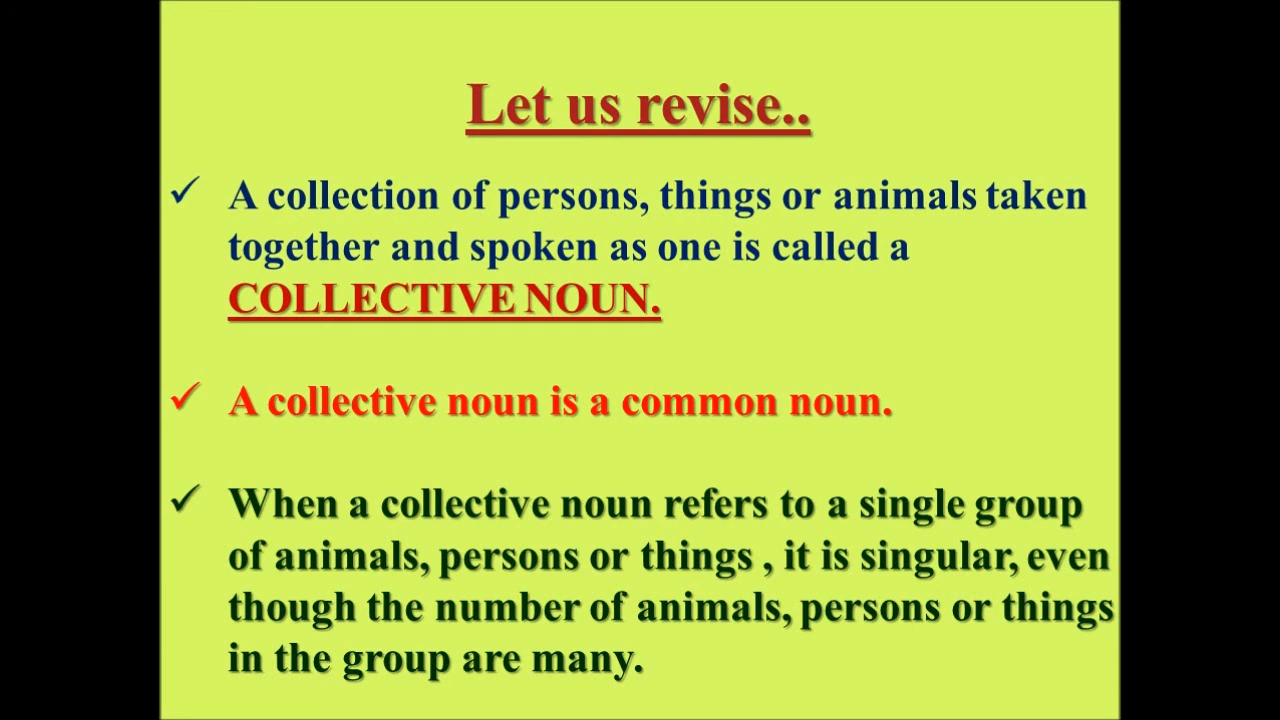 Let us revise..
✓ A collection of persons, things or animals taken
together and spoken as one is called a
COLLECTIVE NOUN.
✓ A collective noun is a common noun.
✓ When a collective noun refers to a single group
of animals, persons or things , it is singular, even
though the number of animals, persons or things
in the group are many.